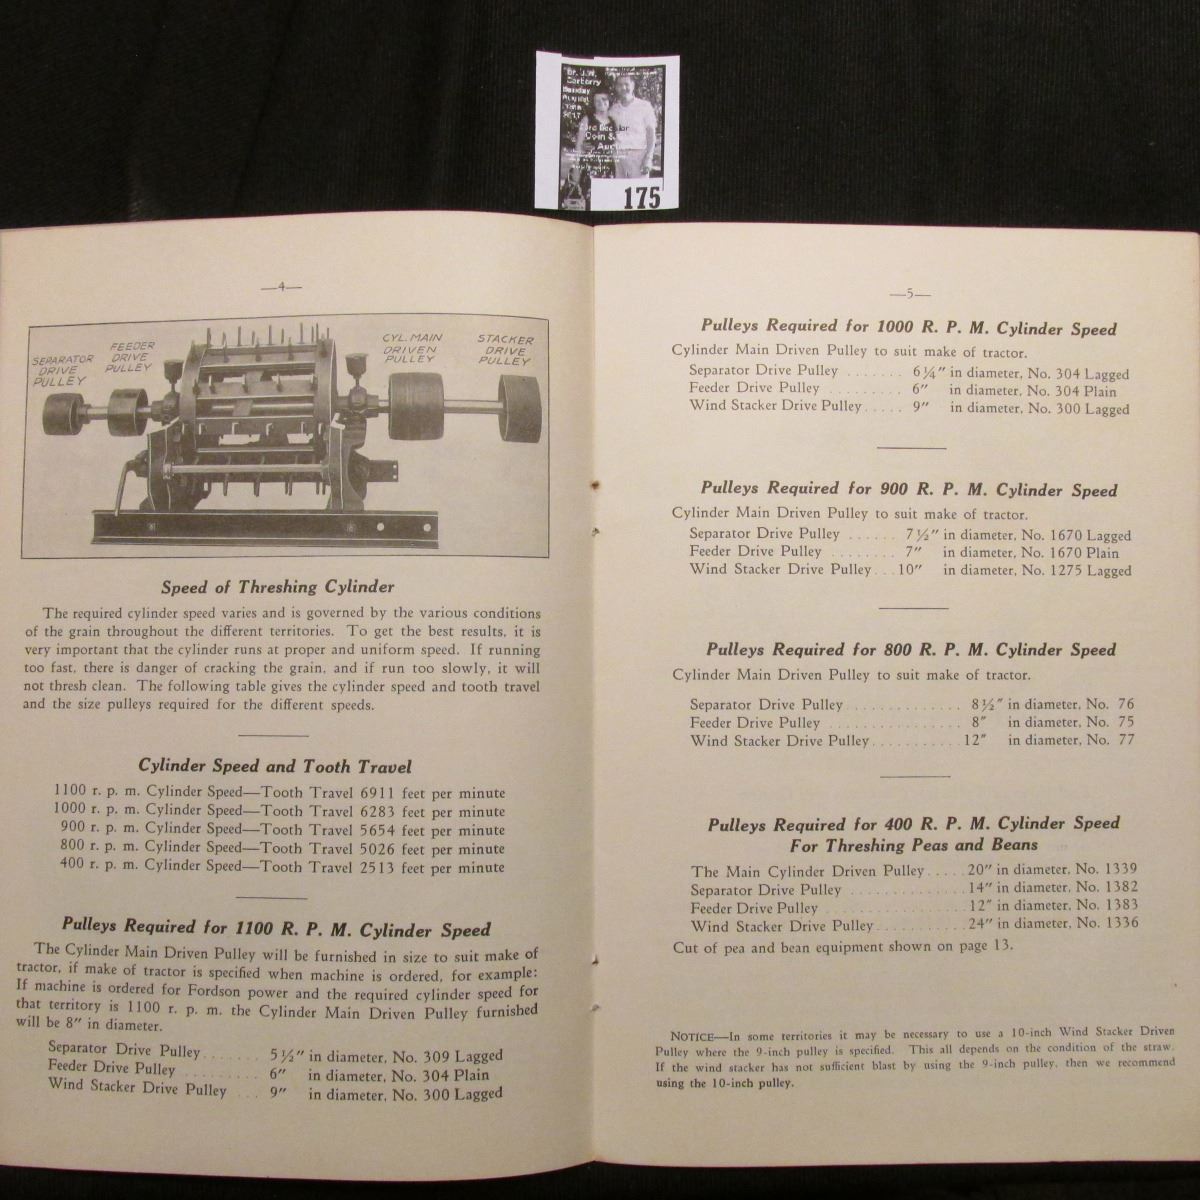 Dr. J.W.
Carberry
Sunday
175
—4—
SEPARATOR
DRIVE
PULLEY
FEEDER
DRIVE
PULLEY
CYL. MAIN
DRIVEN
PULLEY
STACKER
DRIVE
PULLEY
Speed of Threshing Cylinder
The required cylinder speed varies and is governed by the various conditions
of the grain throughout the different territories. To get the best results, it is
very important that the cylinder runs at proper and uniform speed. If running
too fast, there is danger of cracking the grain, and if run too slowly, it will
not thresh clean. The following table gives the cylinder speed and tooth travel
and the size pulleys required for the different speeds.
Cylinder Speed and Tooth Travel
1100 r. p. m. Cylinder Speed—Tooth Travel 6911 feet per minute
1000 r. p. m. Cylinder Speed—Tooth Travel 6283 feet per minute
900 r. p. m. Cylinder Speed—Tooth Travel 5654 feet per minute
800 r. p. m. Cylinder Speed—Tooth Travel 5026 feet per minute
400 r. p. m. Cylinder Speed—Tooth Travel 2513 feet per minute
Pulleys Required for 1100 R. P. M. Cylinder Speed
The Cylinder Main Driven Pulley will be furnished in size to suit make of
tractor, if make of tractor is specified when machine is ordered, for example:
If machine is ordered for Fordson power and the required cylinder speed for
that territory is 1100 r. p. m. the Cylinder Main Driven Pulley furnished
will be 8" in diameter.
Separator Drive Pulley....... 5½" in diameter, No. 309 Lagged
Feeder Drive Pulley ......... 6" in diameter, No. 304 Plain
Wind Stacker Drive Pulley ... 9" in diameter, No. 300 Lagged
—5—
Pulleys Required for 1000 R. P. M. Cylinder Speed
Cylinder Main Driven Pulley to suit make of tractor.
Separator Drive Pulley ....... 6¼" in diameter, No. 304 Lagged
Feeder Drive Pulley .......... 6" in diameter, No. 304 Plain
Wind Stacker Drive Pulley..... 9" in diameter, No. 300 Lagged
Pulleys Required for 900 R. P. M. Cylinder Speed
Cylinder Main Driven Pulley to suit make of tractor.
Separator Drive Pulley ...... 7½" in diameter, No. 1670 Lagged
Feeder Drive Pulley ........ 7" in diameter, No. 1670 Plain
Wind Stacker Drive Pulley...10" in diameter, No. 1275 Lagged
Pulleys Required for 800 R. P. M. Cylinder Speed
Cylinder Main Driven Pulley to suit make of tractor.
Separator Drive Pulley ............. 8½" in diameter, No. 76
Feeder Drive Pulley ............... 8" in diameter, No. 75
Wind Stacker Drive Pulley...........12" in diameter, No. 77
Pulleys Required for 400 R. P. M. Cylinder Speed
For Threshing Peas and Beans
The Main Cylinder Driven Pulley.....20" in diameter, No. 1339
Separator Drive Pulley .............14" in diameter, No. 1382
Feeder Drive Pulley ................12" in diameter, No. 1383
Wind Stacker Drive Pulley...........24" in diameter, No. 1336
Cut of pea and bean equipment shown on page 13.
NOTICE—In some territories it may be necessary to use a 10-inch Wind Stacker Driven
Pulley where the 9-inch pulley is specified. This all depends on the condition of the straw.
If the wind stacker has not sufficient blast by using the 9-inch pulley, then we recommend
using the 10-inch pulley.